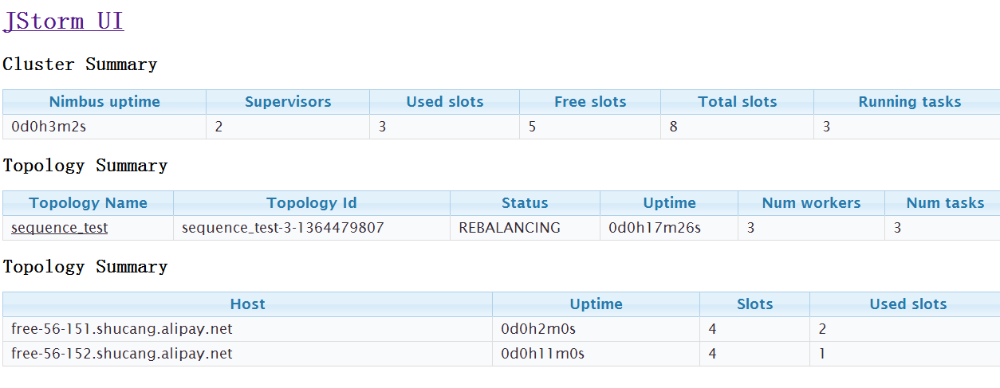 JStorm UI
Cluster Summary
Nimbus uptime Supervisors Used slots Free slots Total slots Running tasks
0d0h3m2s 2 3 5 8 3
Topology Summary
Topology Name Topology Id Status Uptime Num workers Num tasks
sequence_test sequence_test-3-1364479807 REBALANCING 0d0h17m26s 3 3
Topology Summary
Host Uptime Slots Used slots
free-56-151.shucang.alipay.net 0d0h2m0s 4 2
free-56-152.shucang.alipay.net 0d0h11m0s 4 1